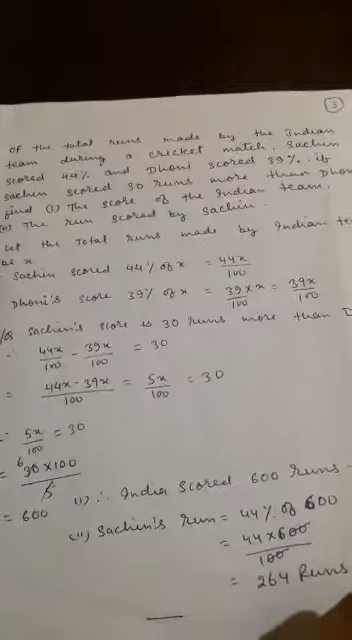 3
Of the total runs made by the Indian
team during a cricket match. Sachin
scored 44% and Dhoni scored 39%. if
sachin scored 30 runs more than Dhon
find (i) The score of the Indian team.
(ii) The run scored by Sachin.
Let the Total runs made by Indian te
be x
Sachin scored 44% of x = 44x/100
Dhoni's score 39% of x = 39/100 × x = 39x/100
Sachin's score is 30 runs more than D
∴ 44x/100 - 39x/100 = 30
= 44x - 39x/100 = 5x/100 = 30
∴ 5x/100 = 30
= 6 30×100/5
= 600
(i) ∴ India scored 600 runs
(ii) Sachin's run = 44% of 600
= 44×600/100
= 264 Runs